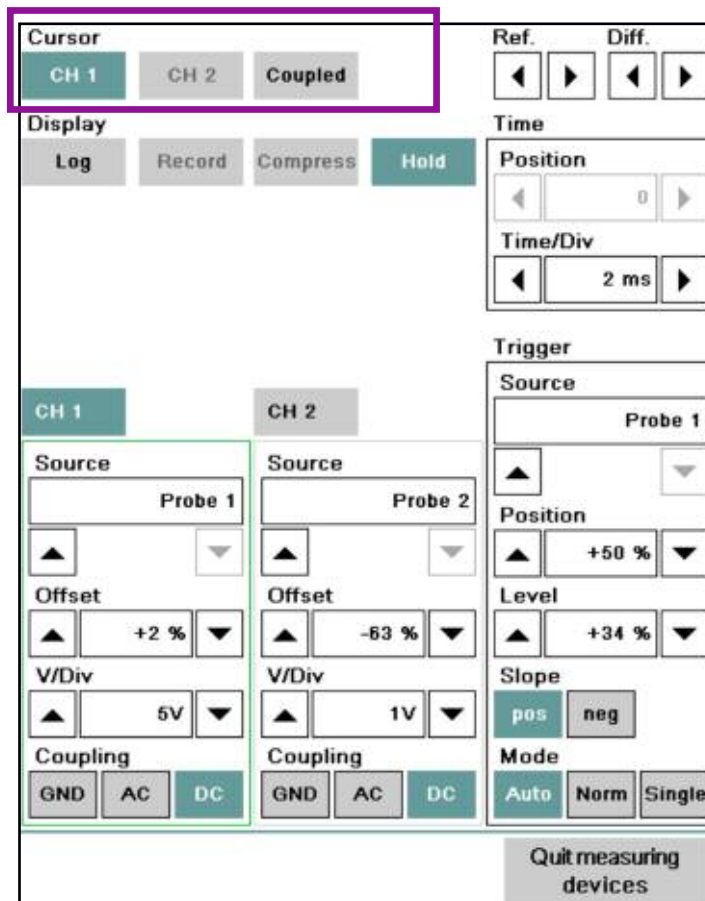 Cursor
CH 1 CH 2 Coupled
Ref. Diff.
Display
Log Record Compress Hold
Time
Position
0
Time/Div
2 ms
Trigger
Source
Probe 1
Position
+50 %
Level
+34 %
Slope
pos neg
Mode
Auto Norm Single
CH 1
Source
Probe 1
Offset
+2 %
V/Div
5V
Coupling
GND AC DC
CH 2
Source
Probe 2
Offset
-63 %
V/Div
1V
Coupling
GND AC DC
Quit measuring
devices